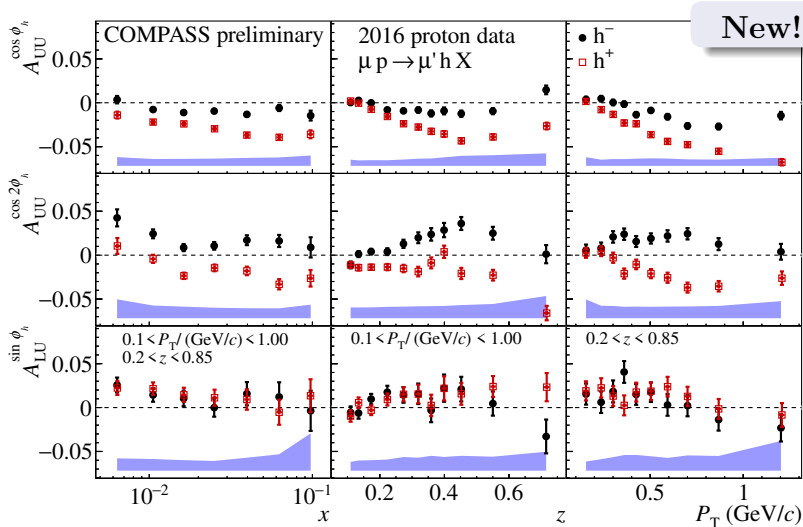 New!
COMPASS preliminary
2016 proton data
μ p → μ' h X
h⁻
h⁺
A_UU^cos ϕ_h
0.05
0
−0.05
A_UU^cos 2ϕ_h
0.05
0
−0.05
A_LU^sin ϕ_h
0.1 < P_T / (GeV/c) < 1.00
0.2 < z < 0.85
0.1 < P_T / (GeV/c) < 1.00
0.2 < z < 0.85
0.05
0
−0.05
10⁻² 10⁻¹ 0.2 0.4 0.6 0.5 1
x z P_T (GeV/c)